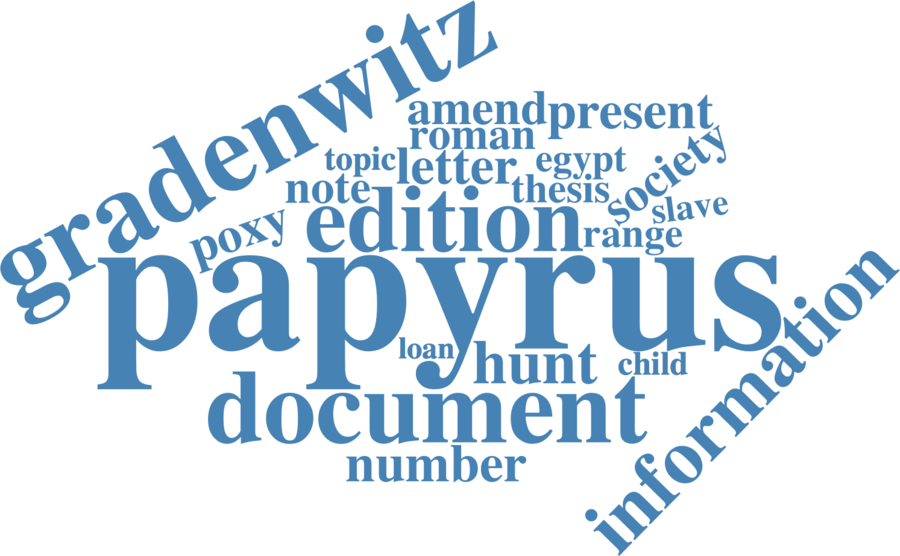 gradenwitz
amend present
roman
topic letter egypt society
note thesis slave
poxy edition range
papyrus
loan hunt child
document information
number